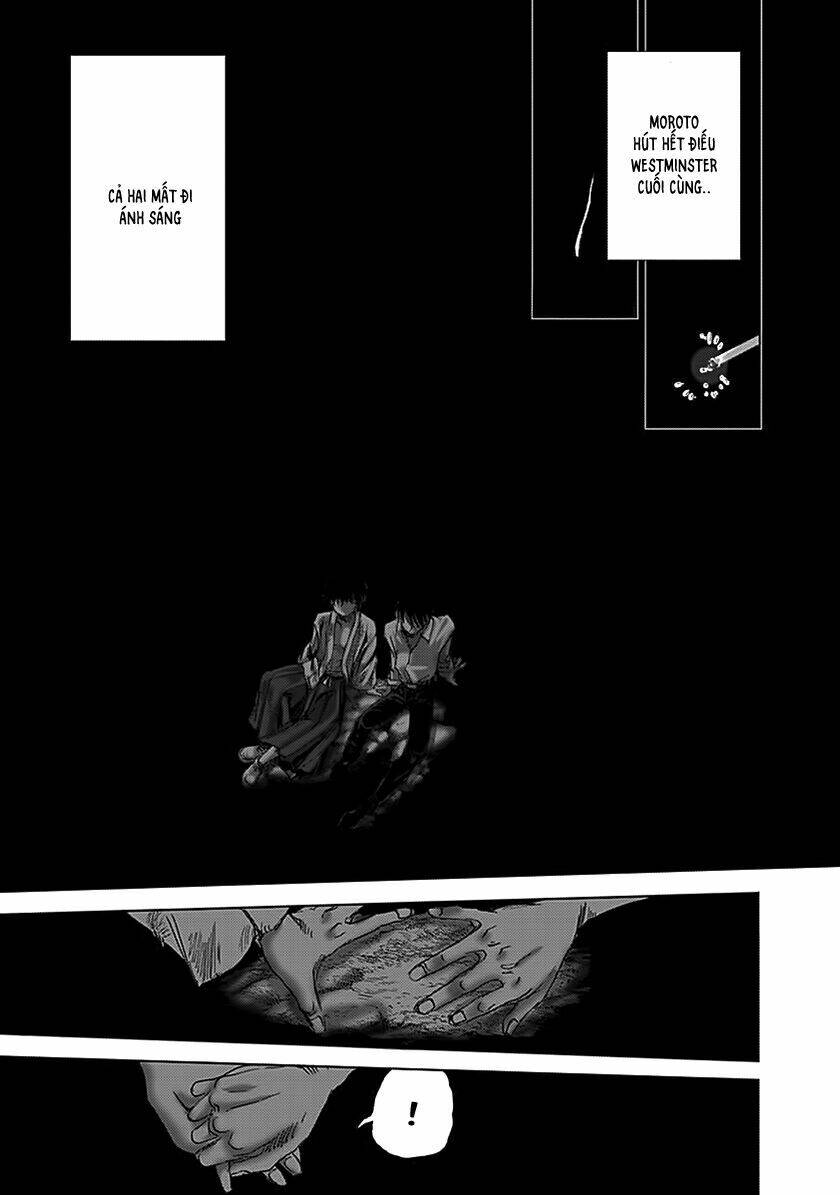 MOROTO
HÚT HẾT ĐIẾU
WESTMINSTER
CUỐI CÙNG..
CẢ HAI MẤT ĐI
ÁNH SÁNG
!